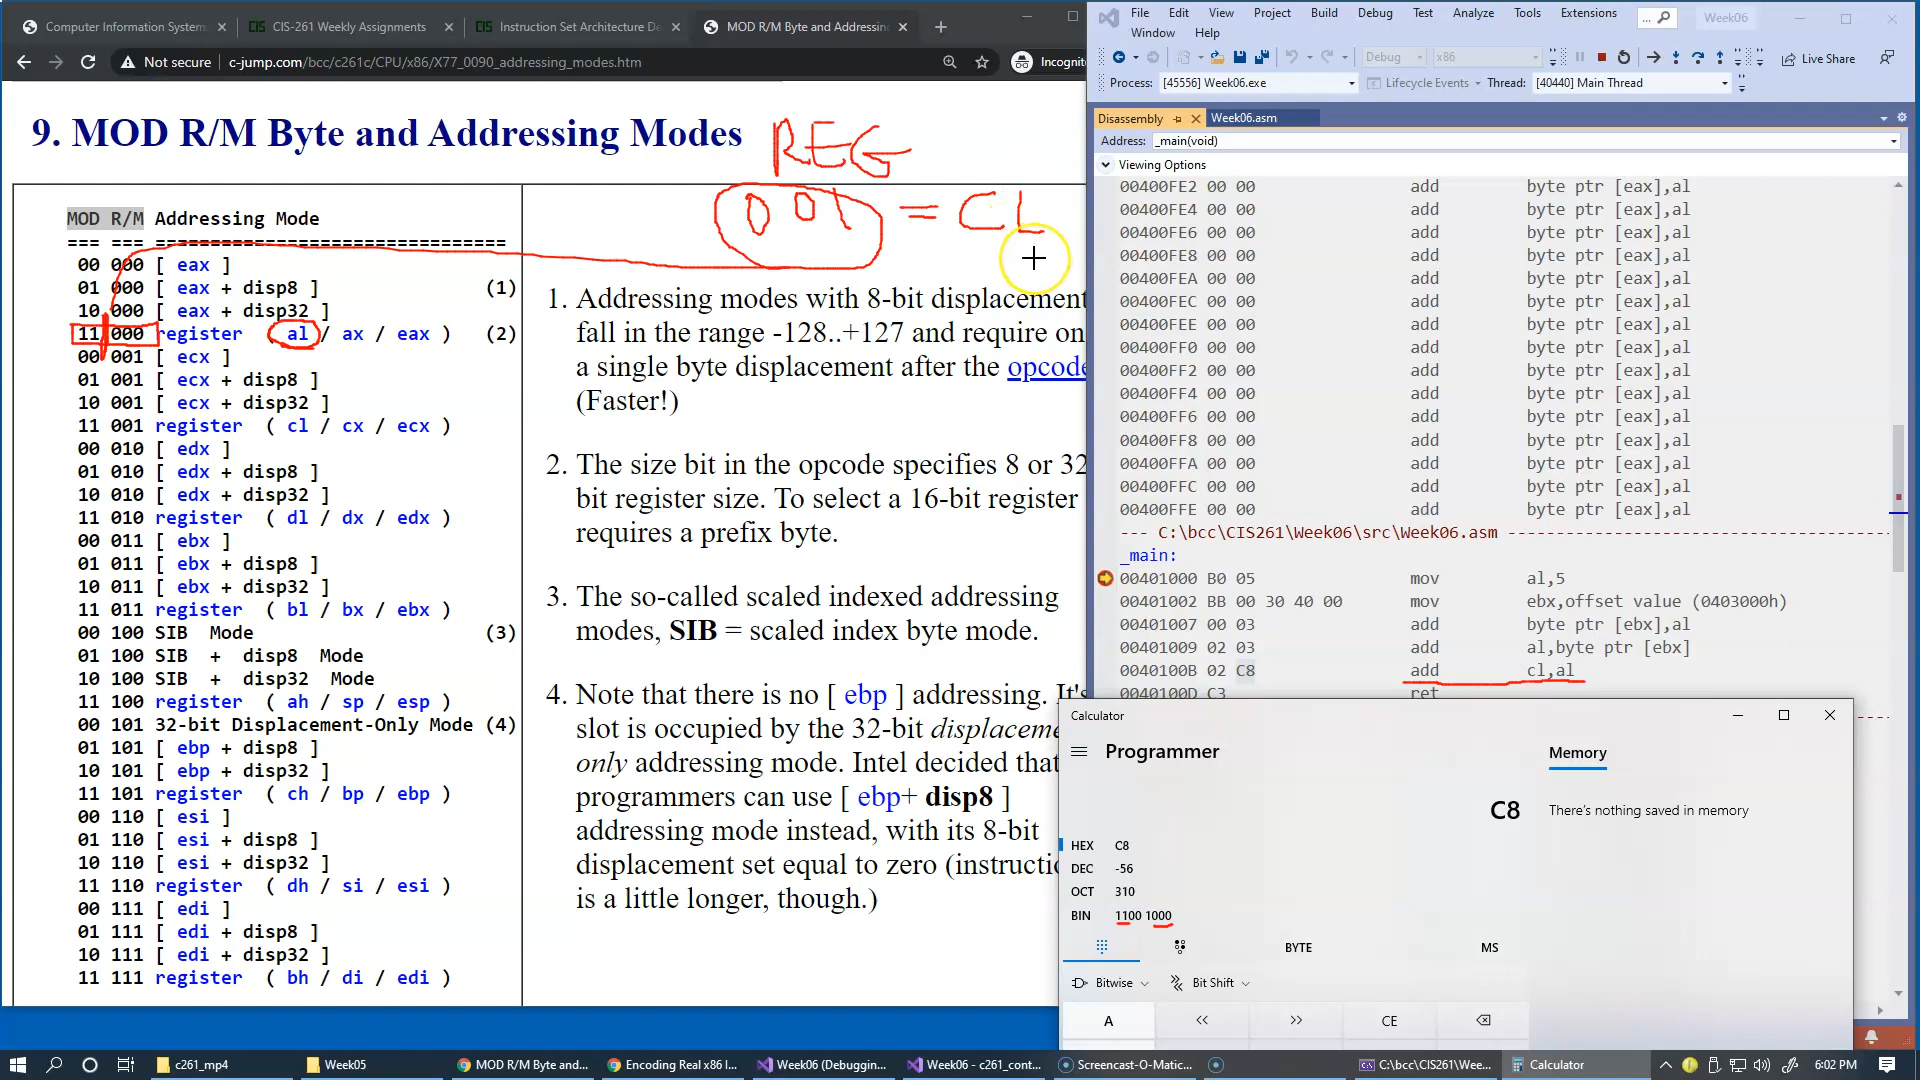 Computer Information System
CIS-261 Weekly Assignments
Instruction Set Architecture De
MOD R/M Byte and Addressin
Not secure
c-jump.com/bcc/c261c/CPU/x86/X77_0090_addressing_modes.htm
Incognit
9. MOD R/M Byte and Addressing Modes
REG
001 = CL
MOD R/M Addressing Mode
=== === ================================
00 000 [ eax ]
01 000 [ eax + disp8 ] (1)
10 000 [ eax + disp32 ]
11 000 register ( al / ax / eax ) (2)
00 001 [ ecx ]
01 001 [ ecx + disp8 ]
10 001 [ ecx + disp32 ]
11 001 register ( cl / cx / ecx )
00 010 [ edx ]
01 010 [ edx + disp8 ]
10 010 [ edx + disp32 ]
11 010 register ( dl / dx / edx )
00 011 [ ebx ]
01 011 [ ebx + disp8 ]
10 011 [ ebx + disp32 ]
11 011 register ( bl / bx / ebx )
00 100 SIB Mode (3)
01 100 SIB + disp8 Mode
10 100 SIB + disp32 Mode
11 100 register ( ah / sp / esp )
00 101 32-bit Displacement-Only Mode (4)
01 101 [ ebp + disp8 ]
10 101 [ ebp + disp32 ]
11 101 register ( ch / bp / ebp )
00 110 [ esi ]
01 110 [ esi + disp8 ]
10 110 [ esi + disp32 ]
11 110 register ( dh / si / esi )
00 111 [ edi ]
01 111 [ edi + disp8 ]
10 111 [ edi + disp32 ]
11 111 register ( bh / di / edi )
1. Addressing modes with 8-bit displacement
fall in the range -128..+127 and require on
a single byte displacement after the opcode
(Faster!)
2. The size bit in the opcode specifies 8 or 32
bit register size. To select a 16-bit register
requires a prefix byte.
3. The so-called scaled indexed addressing
modes, SIB = scaled index byte mode.
4. Note that there is no [ ebp ] addressing. It's
slot is occupied by the 32-bit displaceme
only addressing mode. Intel decided that
programmers can use [ ebp+ disp8 ]
addressing mode instead, with its 8-bit
displacement set equal to zero (instructio
is a little longer, though.)
File Edit View Project Build Debug Test Analyze Tools Extensions
... Week06
Window Help
Debug x86 Live Share
Process: [45556] Week06.exe Lifecycle Events Thread: [40440] Main Thread
Disassembly Week06.asm
Address: _main(void)
Viewing Options
00400FE2 00 00 add byte ptr [eax],al
00400FE4 00 00 add byte ptr [eax],al
00400FE6 00 00 add byte ptr [eax],al
00400FE8 00 00 add byte ptr [eax],al
00400FEA 00 00 add byte ptr [eax],al
00400FEC 00 00 add byte ptr [eax],al
00400FEE 00 00 add byte ptr [eax],al
00400FF0 00 00 add byte ptr [eax],al
00400FF2 00 00 add byte ptr [eax],al
00400FF4 00 00 add byte ptr [eax],al
00400FF6 00 00 add byte ptr [eax],al
00400FF8 00 00 add byte ptr [eax],al
00400FFA 00 00 add byte ptr [eax],al
00400FFC 00 00 add byte ptr [eax],al
00400FFE 00 00 add byte ptr [eax],al
--- C:\bcc\CIS261\Week06\src\Week06.asm -----------------------------------
_main:
00401000 B0 05 mov al,5
00401002 BB 00 30 40 00 mov ebx,offset value (0403000h)
00401007 00 03 add byte ptr [ebx],al
00401009 02 03 add al,byte ptr [ebx]
0040100B 02 C8 add cl,al
0040100D C3 ret
Calculator
Programmer
Memory
C8
There's nothing saved in memory
HEX C8
DEC -56
OCT 310
BIN 1100 1000
BYTE MS
Bitwise Bit Shift
A << >> CE
c261_mp4 Week05 MOD R/M Byte and... Encoding Real x86 I... Week06 (Debuggin... Week06 - c261_cont... Screencast-O-Matic... C:\bcc\CIS261\Wee... Calculator 6:02 PM